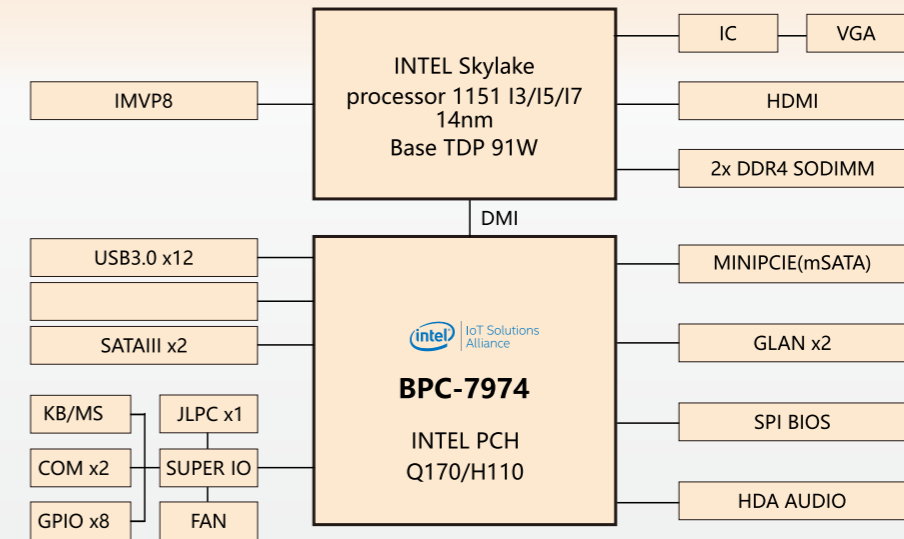 INTEL Skylake
processor 1151 I3/I5/I7
14nm
Base TDP 91W
IMVP8
IC
VGA
HDMI
2x DDR4 SODIMM
DMI
USB3.0 x12
SATAIII x2
KB/MS
JLPC x1
COM x2
SUPER IO
GPIO x8
FAN
intel
IoT Solutions
Alliance
BPC-7974
INTEL PCH
Q170/H110
MINIPCIE(mSATA)
GLAN x2
SPI BIOS
HDA AUDIO